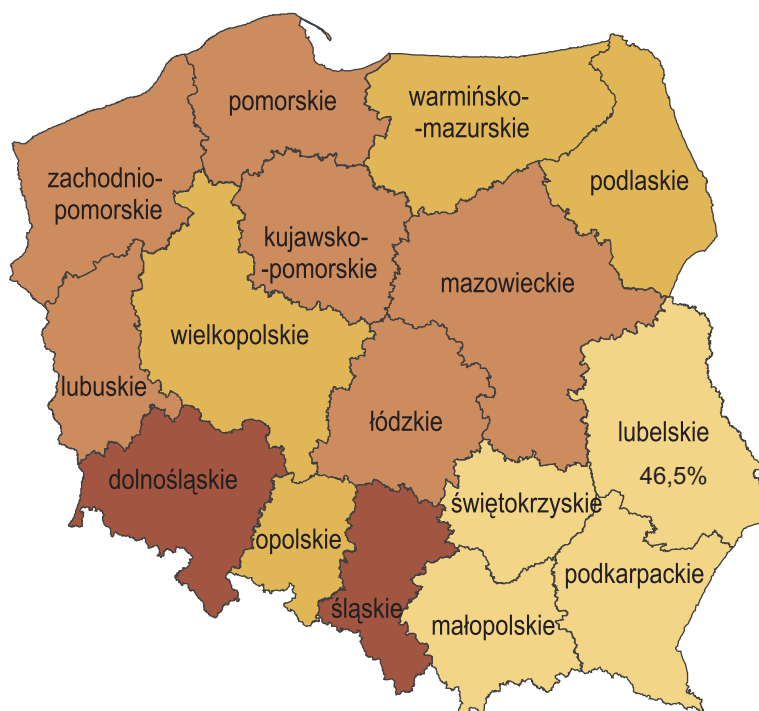 pomorskie
warmińsko-
-mazurskie
zachodnio-
pomorskie
podlaskie
kujawsko-
-pomorskie
mazowieckie
wielkopolskie
lubuskie
łódzkie
lubelskie
46,5%
dolnośląskie
świętokrzyskie
opolskie
podkarpackie
śląskie
małopolskie